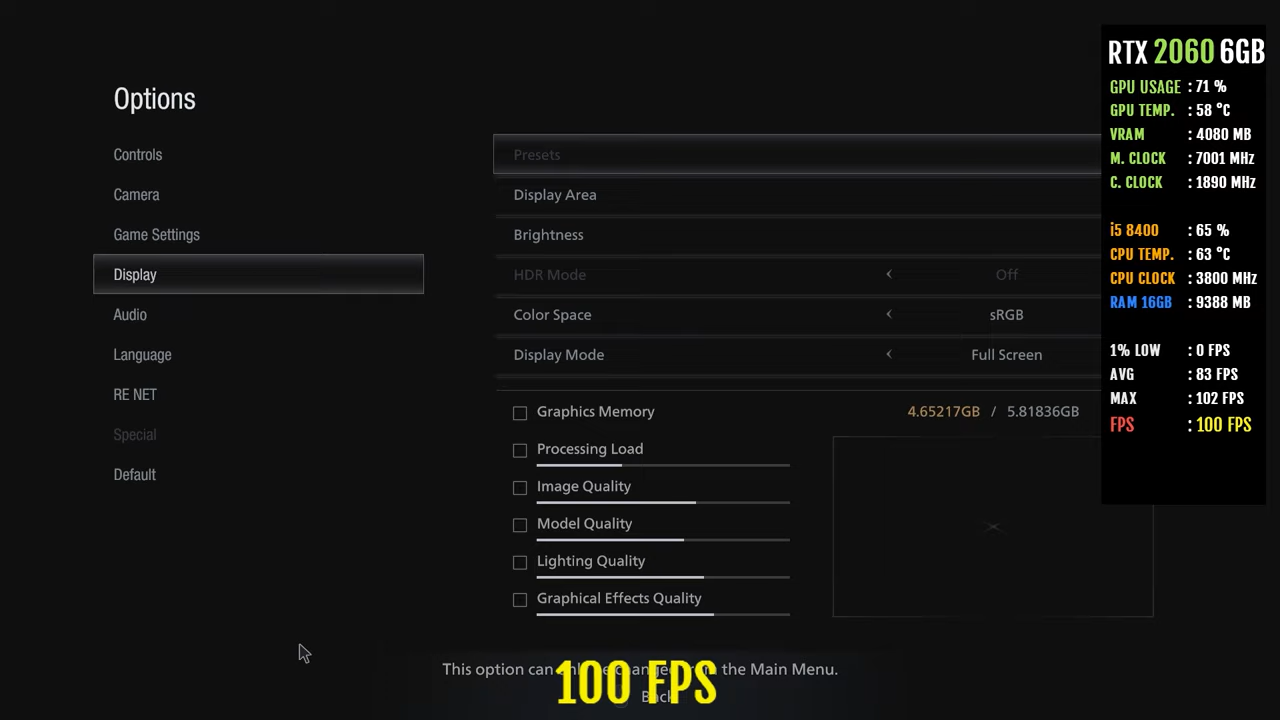 Options
Controls
Camera
Game Settings
Display
Audio
Language
RE NET
Special
Default
Presets
Display Area
Brightness
HDR Mode Off
Color Space sRGB
Display Mode Full Screen
Graphics Memory 4.65217GB / 5.81836GB
Processing Load
Image Quality
Model Quality
Lighting Quality
Graphical Effects Quality
This option can the Main Menu.
100 FPS
Back
RTX 2060 6GB
GPU USAGE : 71 %
GPU TEMP. : 58 °C
VRAM : 4080 MB
M. CLOCK : 7001 MHz
C. CLOCK : 1890 MHz
i5 8400 : 65 %
CPU TEMP. : 63 °C
CPU CLOCK : 3800 MHz
RAM 16GB : 9388 MB
1% LOW : 0 FPS
AVG : 83 FPS
MAX : 102 FPS
FPS : 100 FPS